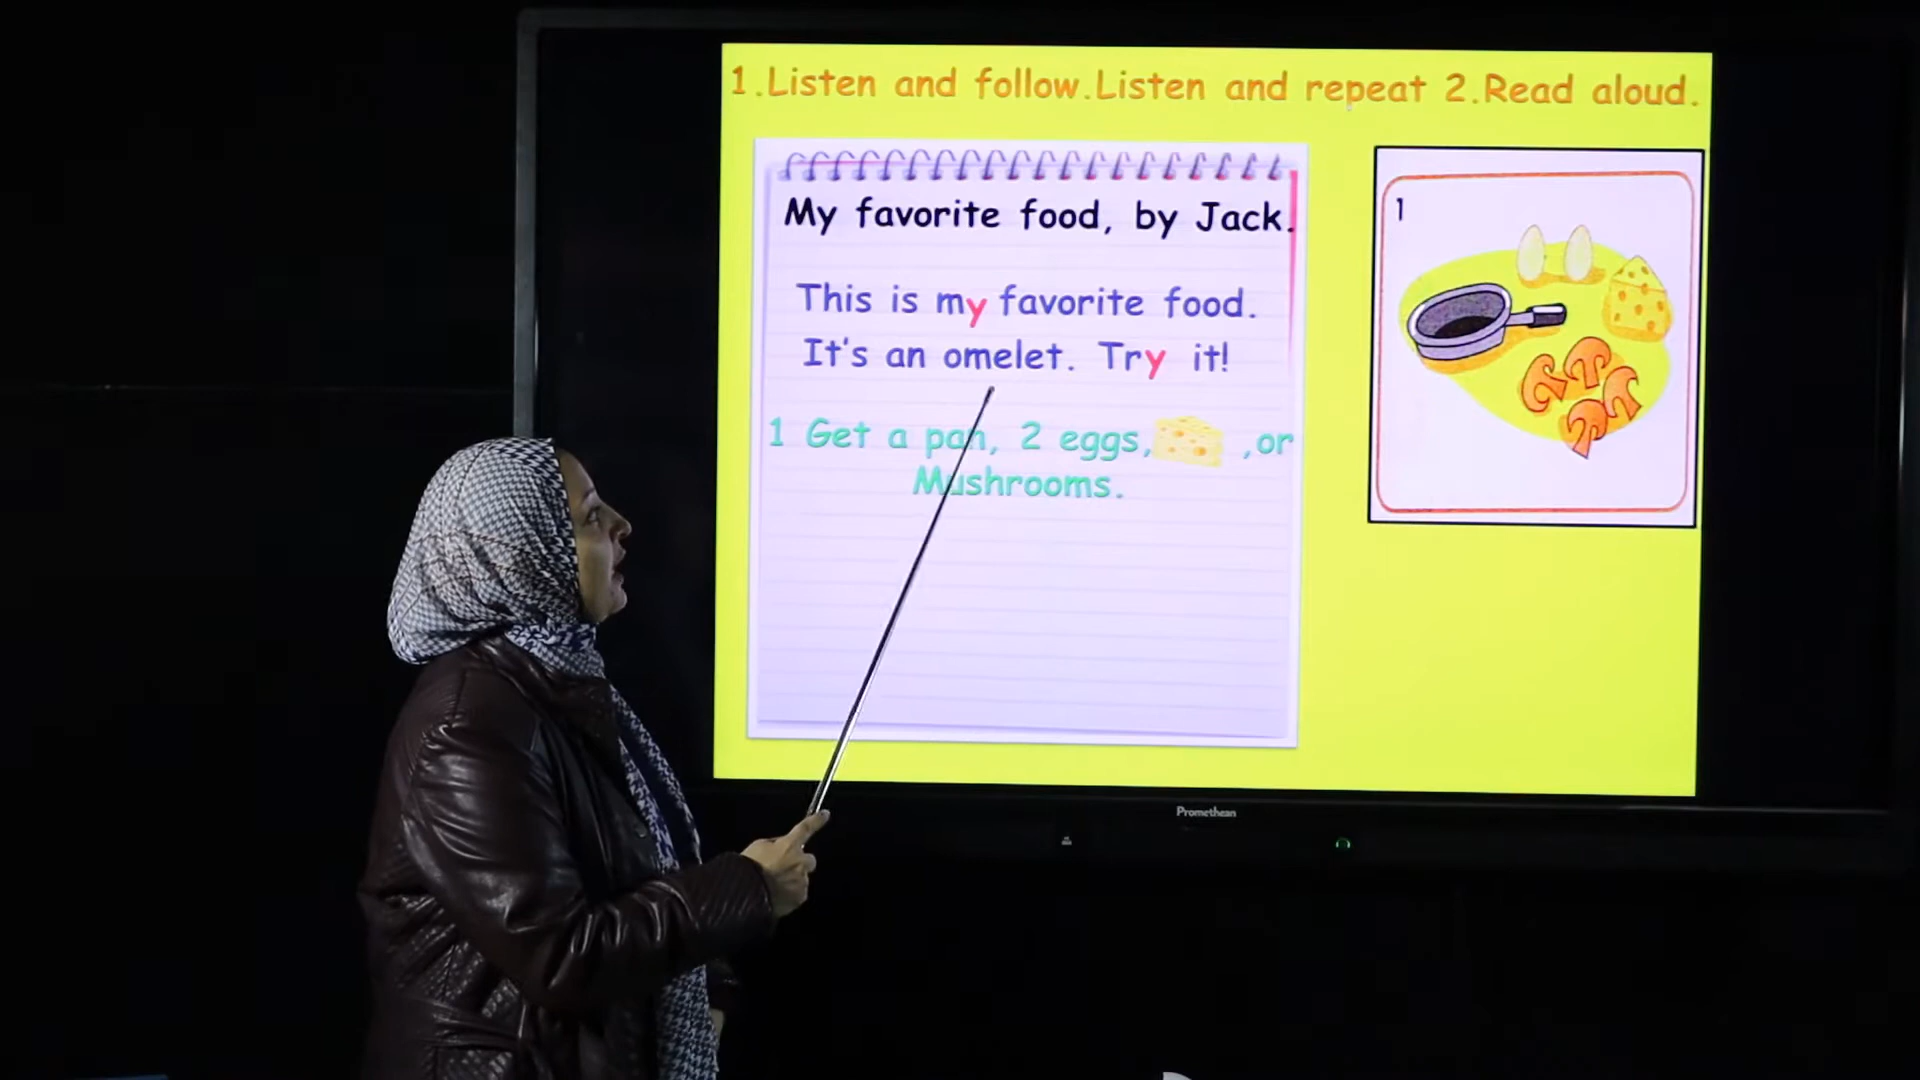 1.Listen and follow.Listen and repeat 2.Read aloud.
My favorite food, by Jack.
This is my favorite food.
It's an omelet. Try it!
1 Get a pan, 2 eggs, ,or
Mushrooms.
1
Promethean